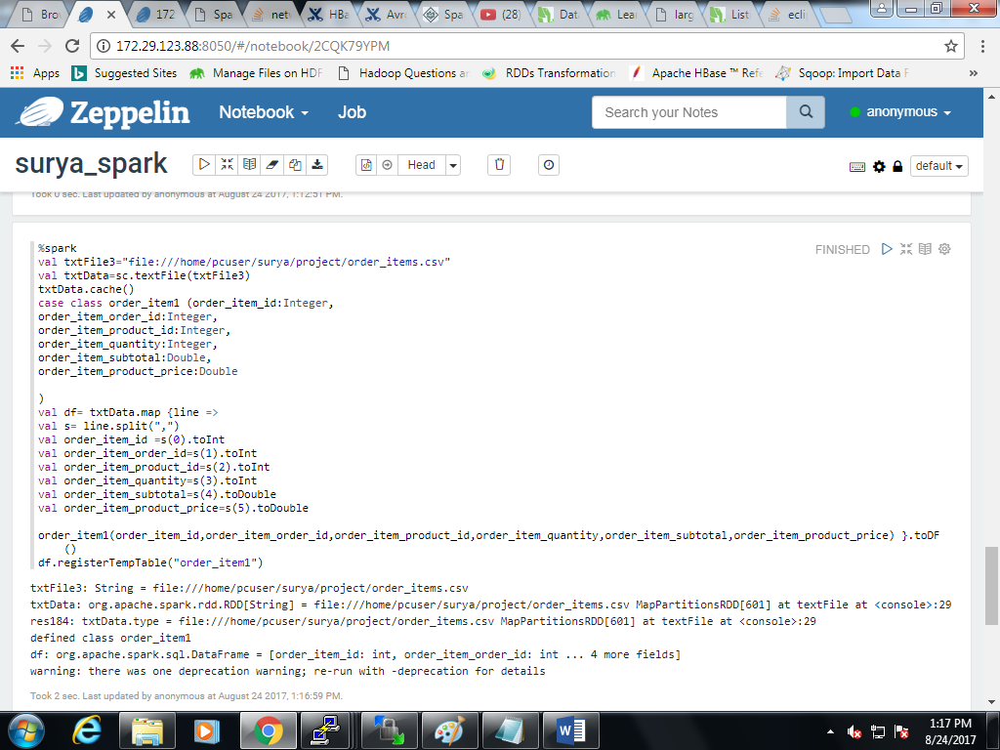 Bro
172
Spa
net
HBa
Avr
Spa
(28)
Dat
Lea
larg
List
ecli
172.29.123.88:8050/#/notebook/2CQK79YPM
Apps
Suggested Sites
Manage Files on HDF
Hadoop Questions a
RDDs Transformation
Apache HBase ™ Refe
Sqoop: Import Data F
»
Zeppelin
Notebook
Job
Search your Notes
anonymous
surya_spark
Head
default
Took 0 sec. Last updated by anonymous at August 24 2017, 1:12:51 PM.
FINISHED
%spark
val txtFile3="file:///home/pcuser/surya/project/order_items.csv"
val txtData=sc.textFile(txtFile3)
txtData.cache()
case class order_item1 (order_item_id:Integer,
order_item_order_id:Integer,
order_item_product_id:Integer,
order_item_quantity:Integer,
order_item_subtotal:Double,
order_item_product_price:Double
)
val df= txtData.map {line =>
val s= line.split(",")
val order_item_id =s(0).toInt
val order_item_order_id=s(1).toInt
val order_item_product_id=s(2).toInt
val order_item_quantity=s(3).toInt
val order_item_subtotal=s(4).toDouble
val order_item_product_price=s(5).toDouble
order_item1(order_item_id,order_item_order_id,order_item_product_id,order_item_quantity,order_item_subtotal,order_item_product_price) }.toDF
()
df.registerTempTable("order_item1")
txtFile3: String = file:///home/pcuser/surya/project/order_items.csv
txtData: org.apache.spark.rdd.RDD[String] = file:///home/pcuser/surya/project/order_items.csv MapPartitionsRDD[601] at textFile at <console>:29
res184: txtData.type = file:///home/pcuser/surya/project/order_items.csv MapPartitionsRDD[601] at textFile at <console>:29
defined class order_item1
df: org.apache.spark.sql.DataFrame = [order_item_id: int, order_item_order_id: int ... 4 more fields]
warning: there was one deprecation warning; re-run with -deprecation for details
Took 2 sec. Last updated by anonymous at August 24 2017, 1:16:59 PM.
1:17 PM
8/24/2017